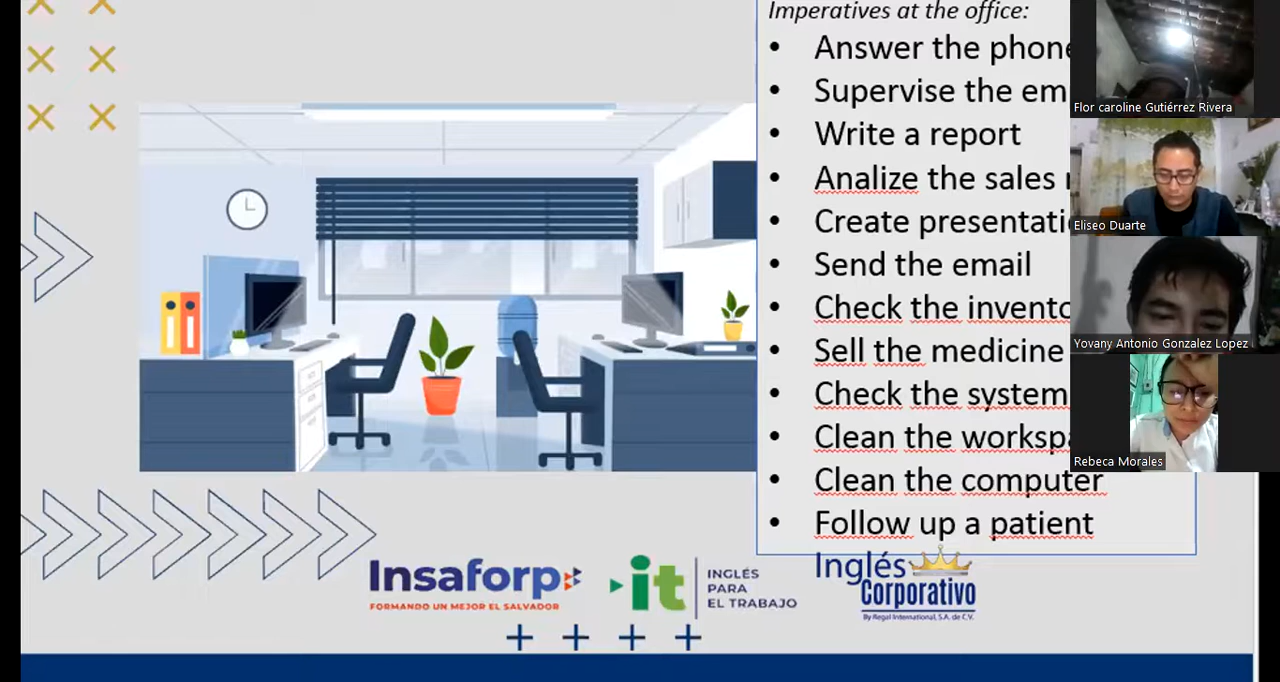 Imperatives at the office:
• Answer the phone
• Supervise the em
• Write a report
• Analize the sales
• Create presentati
• Send the email
• Check the invento
• Sell the medicine
• Check the system
• Clean the workspa
• Clean the computer
• Follow up a patient
Flor caroline Gutiérrez Rivera
Eliseo Duarte
Yovany Antonio Gonzalez Lopez
Rebeca Morales
Insaforp
FORMANDO UN MEJOR EL SALVADOR
it
INGLÉS
PARA
EL TRABAJO
Inglés
Corporativo
By Regal International, S.A. de C.V.